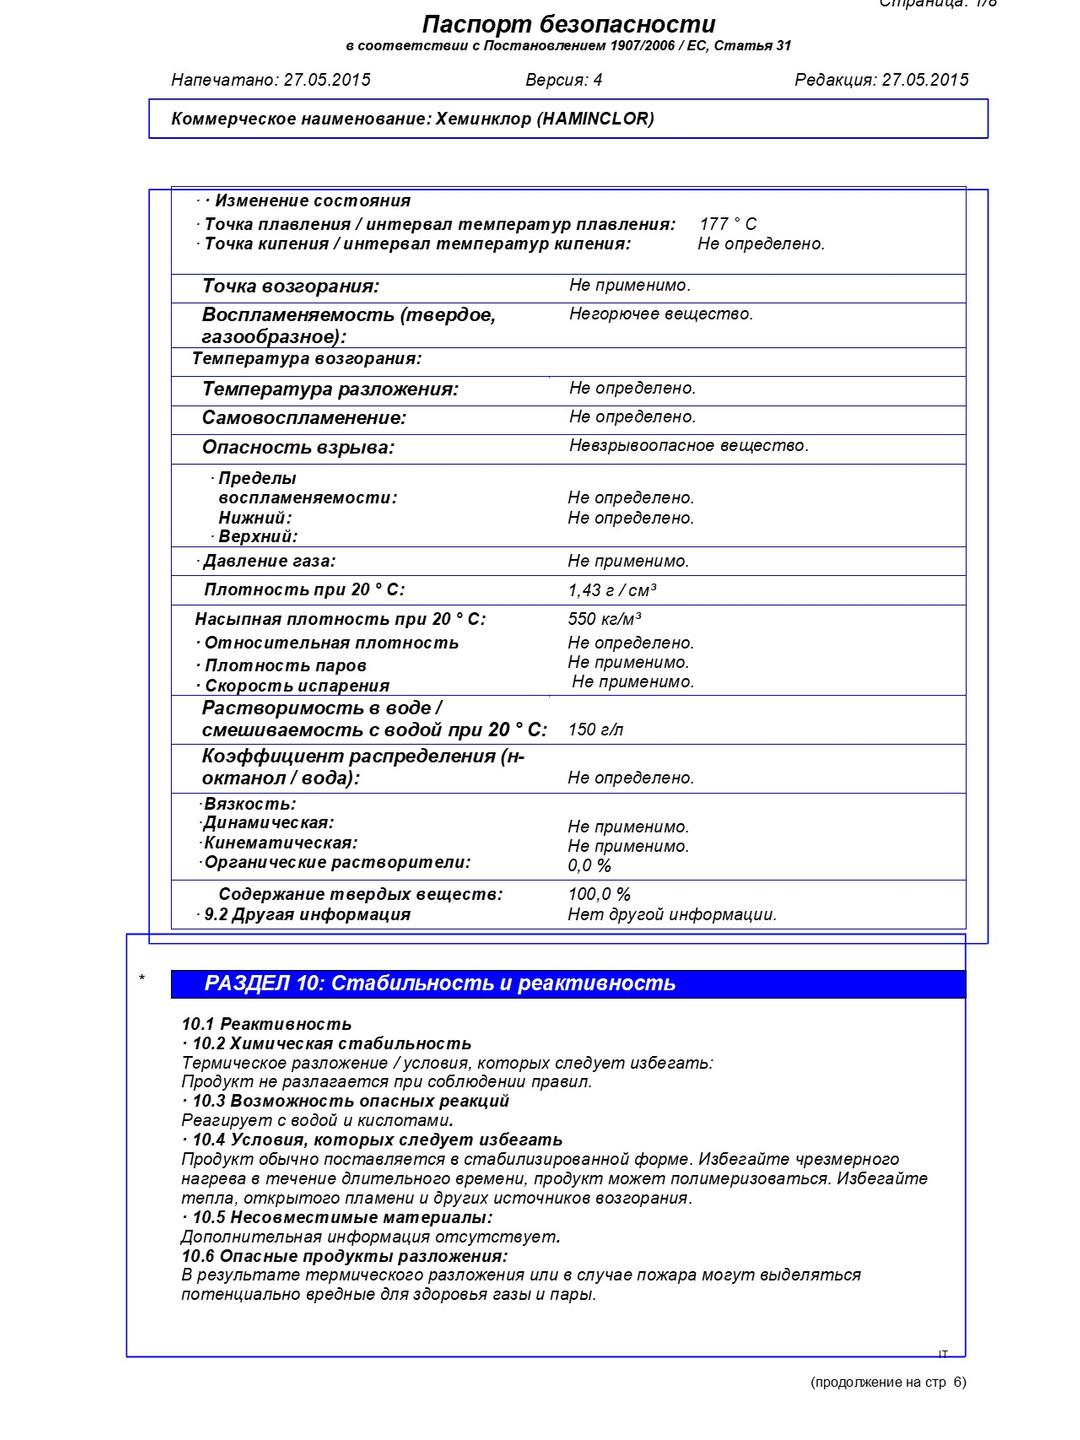 Страница: 1/8
Паспорт безопасности
в соответствии с Постановлением 1907/2006 / ЕС, Статья 31
Напечатано: 27.05.2015 Версия: 4 Редакция: 27.05.2015
Коммерческое наименование: Хеминклор (HAMINCLOR)
· · Изменение состояния
· Точка плавления / интервал температур плавления: 177 ° C
· Точка кипения / интервал температур кипения: Не определено.
Точка возгорания: Не применимо.
Воспламеняемость (твердое, Негорючее вещество.
газообразное):
Температура возгорания:
Температура разложения: Не определено.
Самовоспламенение: Не определено.
Опасность взрыва: Невзрывоопасное вещество.
· Пределы
воспламеняемости: Не определено.
Нижний: Не определено.
· Верхний:
· Давление газа: Не применимо.
Плотность при 20 ° C: 1,43 г / см³
Насыпная плотность при 20 ° C: 550 кг/м³
· Относительная плотность Не определено.
· Плотность паров Не применимо.
· Скорость испарения Не применимо.
Растворимость в воде /
смешиваемость с водой при 20 ° C: 150 г/л
Коэффициент распределения (н-
октанол / вода): Не определено.
· Вязкость:
· Динамическая: Не применимо.
· Кинематическая: Не применимо.
· Органические растворители: 0,0 %
Содержание твердых веществ: 100,0 %
· 9.2 Другая информация Нет другой информации.
* РАЗДЕЛ 10: Стабильность и реактивность
10.1 Реактивность
· 10.2 Химическая стабильность
Термическое разложение / условия, которых следует избегать:
Продукт не разлагается при соблюдении правил.
· 10.3 Возможность опасных реакций
Реагирует с водой и кислотами.
· 10.4 Условия, которых следует избегать
Продукт обычно поставляется в стабилизированной форме. Избегайте чрезмерного
нагрева в течение длительного времени, продукт может полимеризоваться. Избегайте
тепла, открытого пламени и других источников возгорания.
· 10.5 Несовместимые материалы:
Дополнительная информация отсутствует.
10.6 Опасные продукты разложения:
В результате термического разложения или в случае пожара могут выделяться
потенциально вредные для здоровья газы и пары.
IT
(продолжение на стр 6)